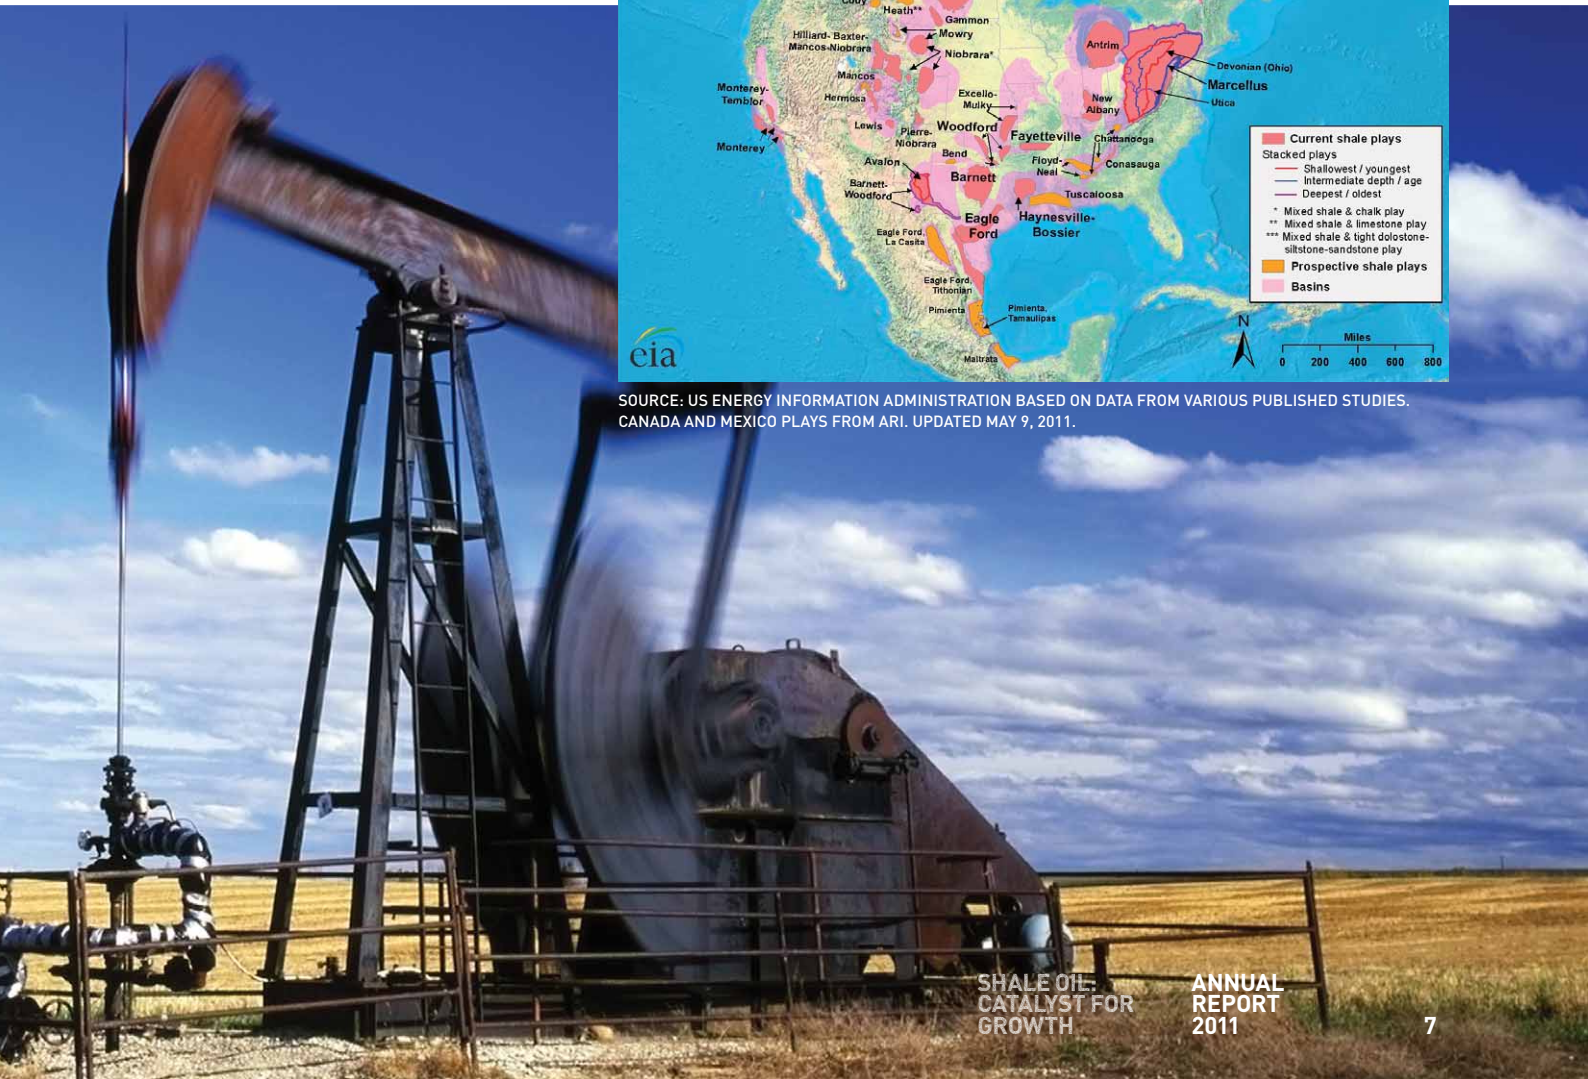 Cody
Heath**
Gammon
Mowry
Hilliard- Baxter-
Mancos-Niobrara
Niobrara*
Antrim
Devonian (Ohio)
Marcellus
Utica
Mancos
Hermosa
Monterey-
Temblor
Excello-
Mulky
New
Albany
Lewis
Pierre-
Niobrara
Woodford
Fayetteville
Chattanooga
Monterey
Bend
Floyd-
Neal
Conasauga
Avalon
Barnett
Barnett-
Woodford
Tuscaloosa
Eagle
Ford
Haynesville-
Bossier
Eagle Ford,
La Casita
Eagle Ford,
Tithonian
Pimienta
Pimienta,
Tamaulipas
Maltrata
eia
Current shale plays
Stacked plays
Shallowest / youngest
Intermediate depth / age
Deepest / oldest
* Mixed shale & chalk play
** Mixed shale & limestone play
*** Mixed shale & tight dolostone-
siltstone-sandstone play
Prospective shale plays
Basins
N
Miles
0 200 400 600 800
SOURCE: US ENERGY INFORMATION ADMINISTRATION BASED ON DATA FROM VARIOUS PUBLISHED STUDIES.
CANADA AND MEXICO PLAYS FROM ARI. UPDATED MAY 9, 2011.
SHALE OIL:
CATALYST FOR
GROWTH
ANNUAL
REPORT
2011
7